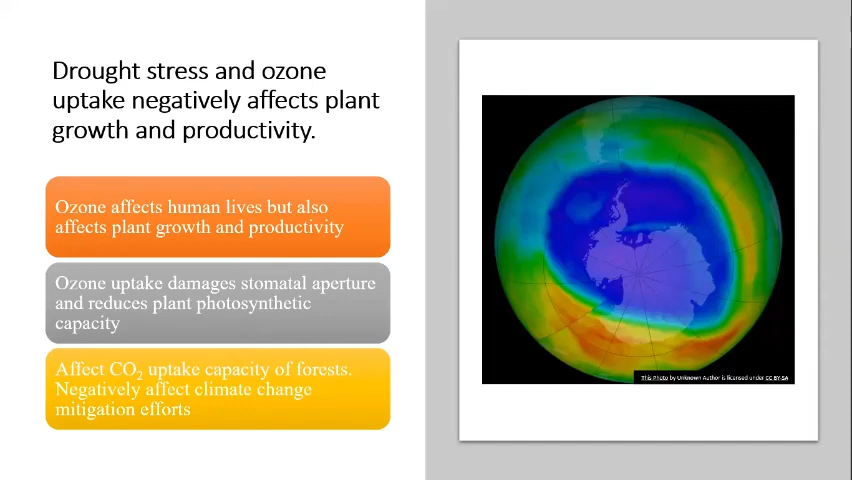 Drought stress and ozone
uptake negatively affects plant
growth and productivity.
Ozone affects human lives but also
affects plant growth and productivity
Ozone uptake damages stomatal aperture
and reduces plant photosynthetic
capacity
Affect CO₂ uptake capacity of forests.
Negatively affect climate change
mitigation efforts
This Photo by Unknown Author is licensed under CC BY-SA